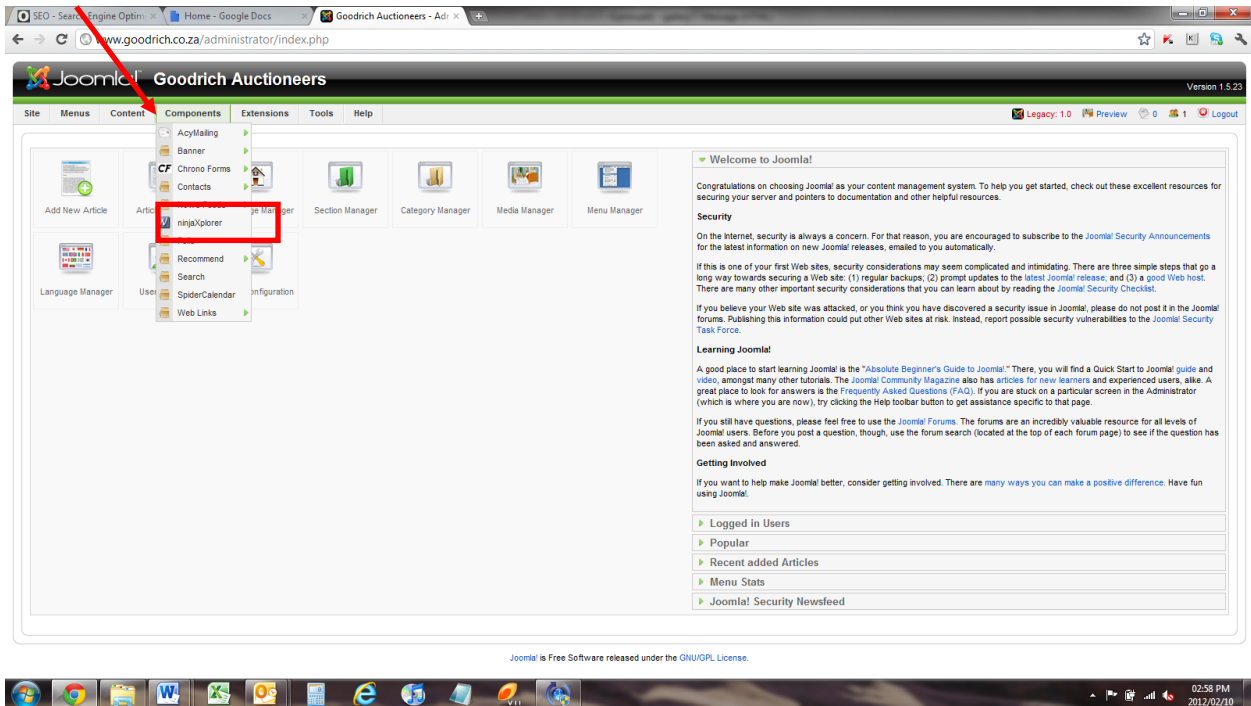 SEO - Search Engine Optim
Home - Google Docs
Goodrich Auctioneers - Adr
www.goodrich.co.za/administrator/index.php
Joomla! Goodrich Auctioneers
Version 1.5.23
Site Menus Content Components Extensions Tools Help
Legacy: 1.0 Preview 0 1 Logout
AcyMailing
Banner
CF Chrono Forms
Contacts
ninjaXplorer
Recommend
Search
SpiderCalendar
Web Links
Add New Article
Section Manager
Category Manager
Media Manager
Menu Manager
Language Manager
Welcome to Joomla!
Congratulations on choosing Joomla! as your content management system. To help you get started, check out these excellent resources for
securing your server and pointers to documentation and other helpful resources.
Security
On the Internet, security is always a concern. For that reason, you are encouraged to subscribe to the Joomla! Security Announcements
for the latest information on new Joomla! releases, emailed to you automatically.
If this is one of your first Web sites, security considerations may seem complicated and intimidating. There are three simple steps that go a
long way towards securing a Web site: (1) regular backups; (2) prompt updates to the latest Joomla! release; and (3) a good Web host.
There are many other important security considerations that you can learn about by reading the Joomla! Security Checklist.
If you believe your Web site was attacked, or you think you have discovered a security issue in Joomla!, please do not post it in the Joomla!
forums. Publishing this information could put other Web sites at risk. Instead, report possible security vulnerabilities to the Joomla! Security
Task Force.
Learning Joomla!
A good place to start learning Joomla! is the "Absolute Beginner's Guide to Joomla!." There, you will find a Quick Start to Joomla! guide and
video, amongst many other tutorials. The Joomla! Community Magazine also has articles for new learners and experienced users, alike. A
great place to look for answers is the Frequently Asked Questions (FAQ). If you are stuck on a particular screen in the Administrator
(which is where you are now), try clicking the Help toolbar button to get assistance specific to that page.
If you still have questions, please feel free to use the Joomla! Forums. The forums are an incredibly valuable resource for all levels of
Joomla! users. Before you post a question, though, use the forum search (located at the top of each forum page) to see if the question has
been asked and answered.
Getting Involved
If you want to help make Joomla! better, consider getting involved. There are many ways you can make a positive difference. Have fun
using Joomla!.
Logged in Users
Popular
Recent added Articles
Menu Stats
Joomla! Security Newsfeed
Joomla! is Free Software released under the GNU/GPL License.
02:58 PM
2012/02/10